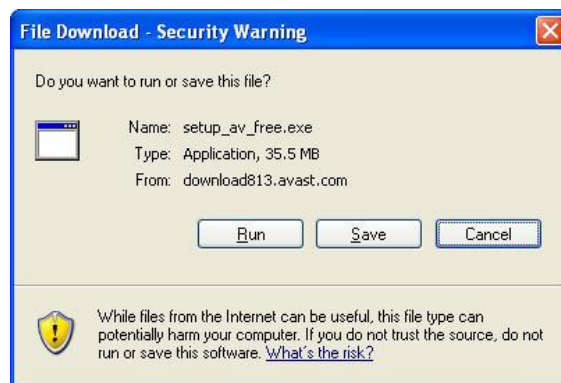 File Download - Security Warning
Do you want to run or save this file?
Name: setup_av_free.exe
Type: Application, 35.5 MB
From: download813.avast.com
Run Save Cancel
While files from the Internet can be useful, this file type can
potentially harm your computer. If you do not trust the source, do not
run or save this software. What's the risk?